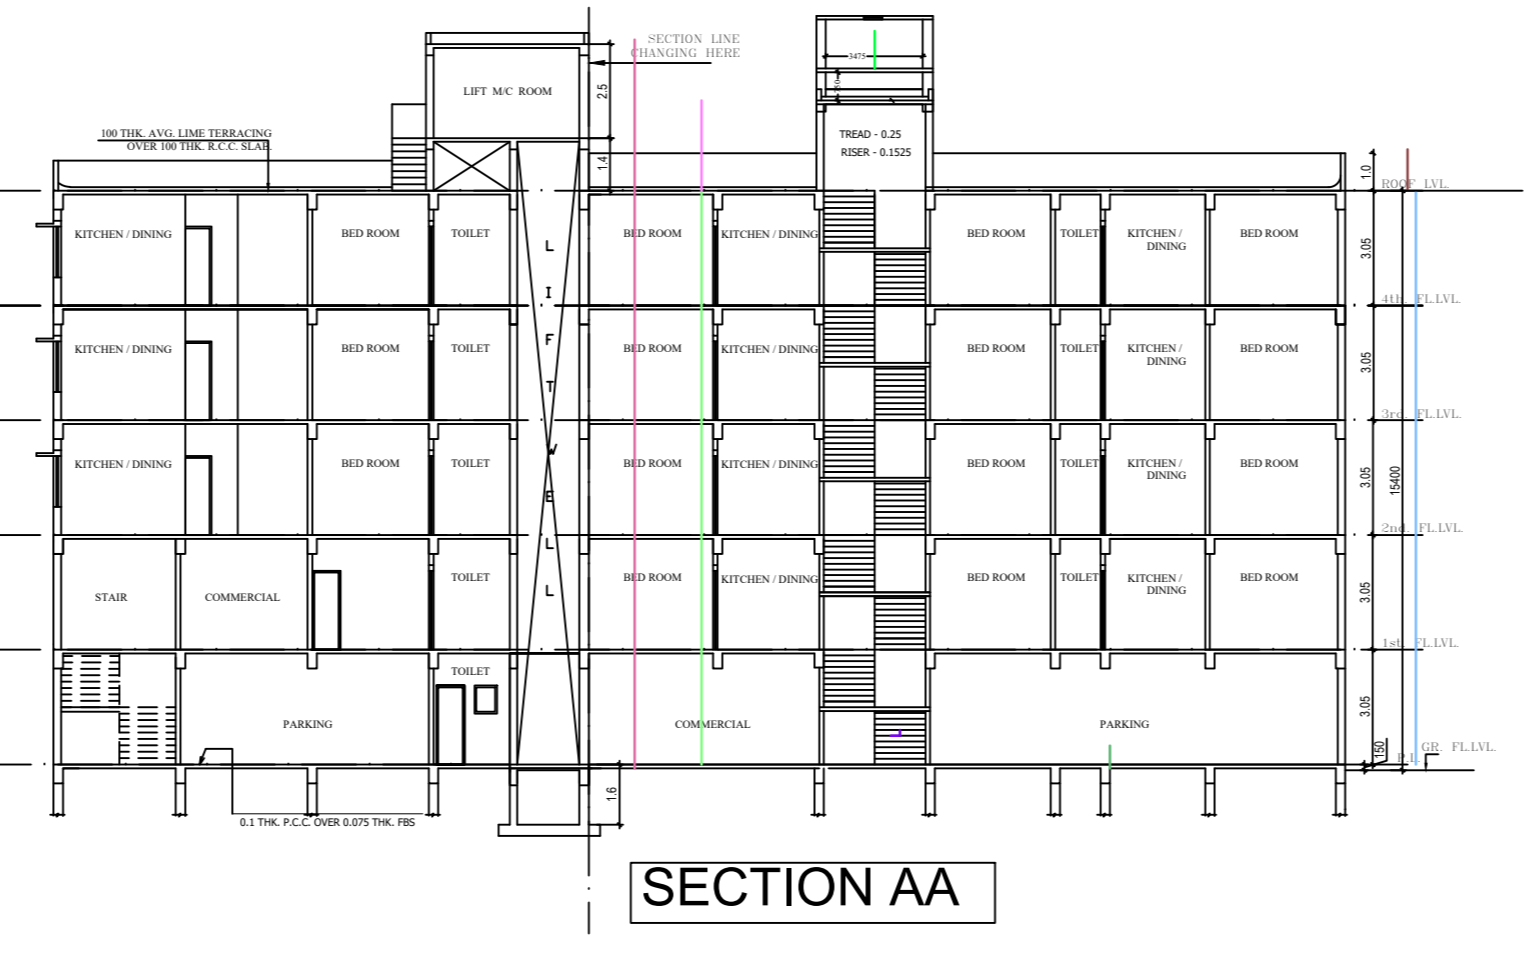 SECTION LINE
CHANGING HERE
3475
LIFT M/C ROOM
2.5
100 THK. AVG. LIME TERRACING
OVER 100 THK. R.C.C. SLAB.
TREAD - 0.25
RISER - 0.1525
1.4
1.0
ROOF LVL.
KITCHEN / DINING
BED ROOM
TOILET
BED ROOM
KITCHEN / DINING
BED ROOM
TOILET
KITCHEN /
DINING
BED ROOM
3.05
4th. FL.LVL.
KITCHEN / DINING
BED ROOM
TOILET
BED ROOM
KITCHEN / DINING
BED ROOM
TOILET
KITCHEN /
DINING
BED ROOM
3.05
3rd. FL.LVL.
LIFT WELL
KITCHEN / DINING
BED ROOM
TOILET
BED ROOM
KITCHEN / DINING
BED ROOM
TOILET
KITCHEN /
DINING
BED ROOM
3.05
15400
2nd. FL.LVL.
STAIR
COMMERCIAL
TOILET
BED ROOM
KITCHEN / DINING
BED ROOM
TOILET
KITCHEN /
DINING
BED ROOM
3.05
1st. FL.LVL.
TOILET
PARKING
COMMERCIAL
PARKING
3.05
150
P.L.
GR. FL.LVL.
1.6
0.1 THK. P.C.C. OVER 0.075 THK. FBS
SECTION AA